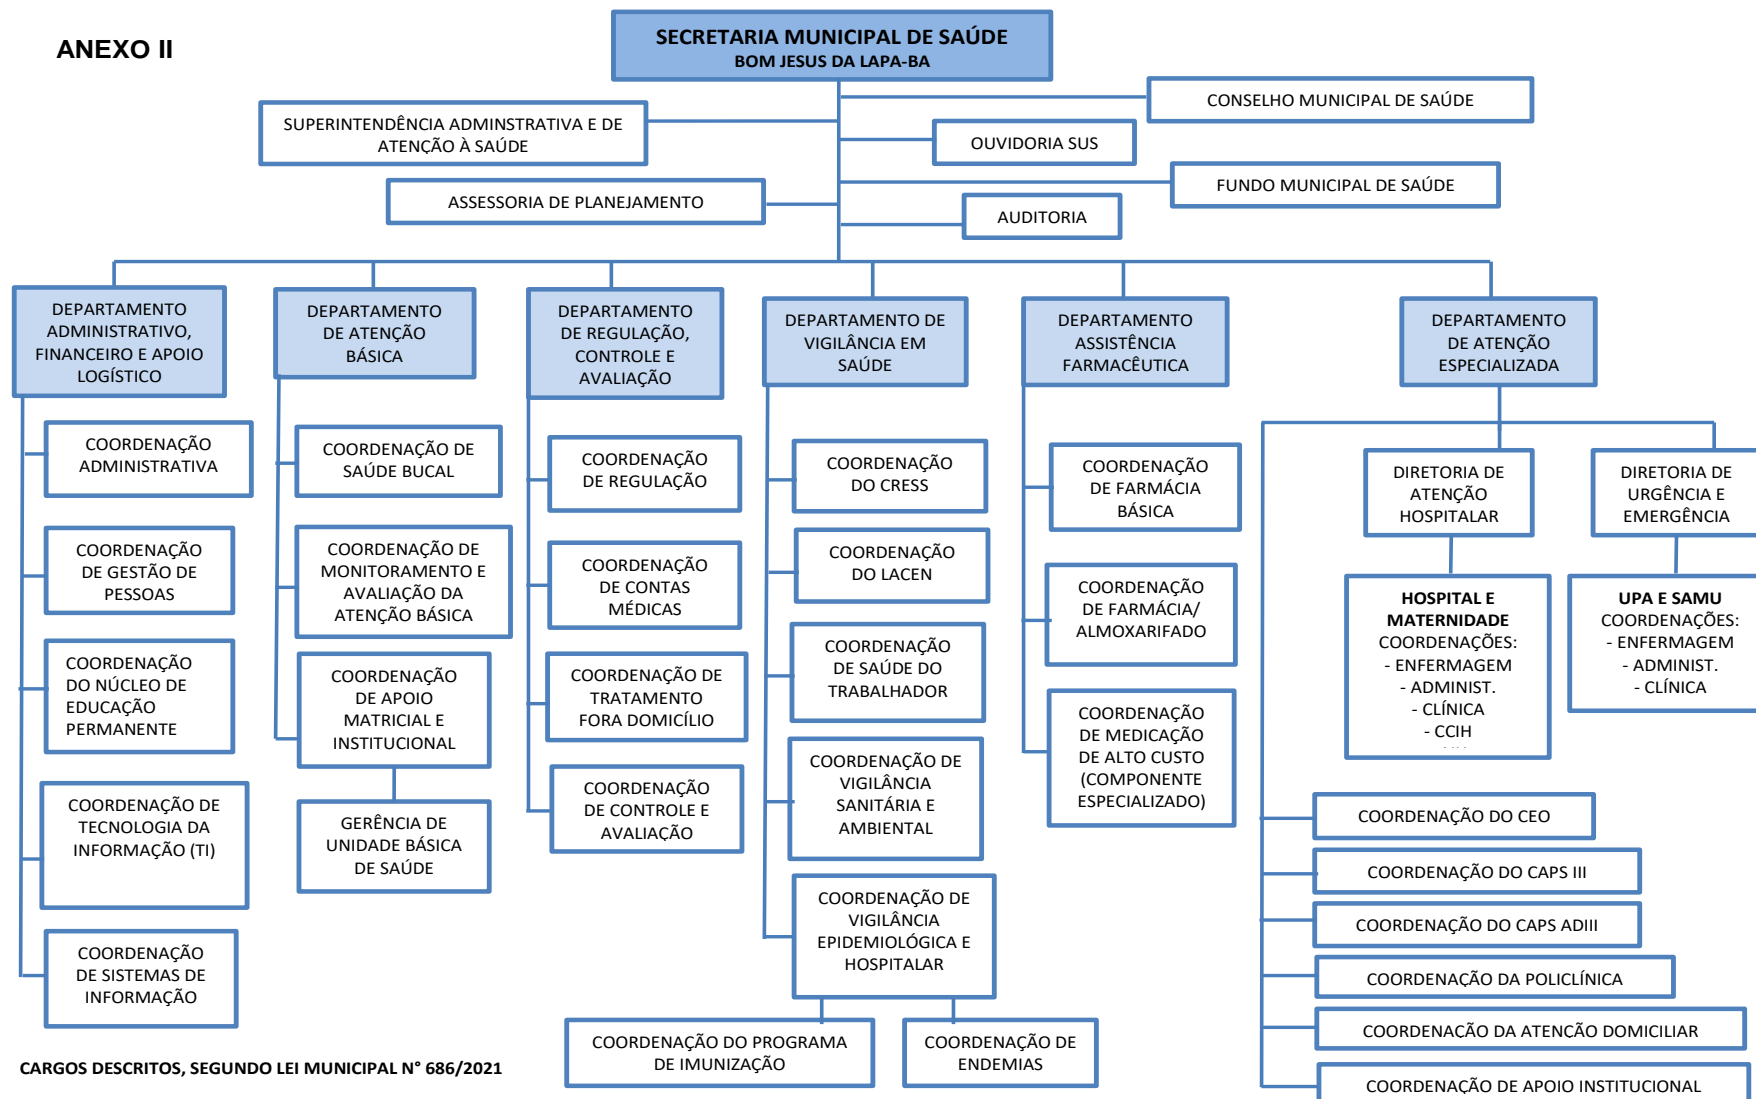 ANEXO II
SECRETARIA MUNICIPAL DE SAÚDE
BOM JESUS DA LAPA-BA
CONSELHO MUNICIPAL DE SAÚDE
SUPERINTENDÊNCIA ADMINSTRATIVA E DE
ATENÇÃO À SAÚDE
OUVIDORIA SUS
FUNDO MUNICIPAL DE SAÚDE
ASSESSORIA DE PLANEJAMENTO
AUDITORIA
DEPARTAMENTO
ADMINISTRATIVO,
FINANCEIRO E APOIO
LOGÍSTICO
COORDENAÇÃO
ADMINISTRATIVA
COORDENAÇÃO
DE GESTÃO DE
PESSOAS
COORDENAÇÃO
DO NÚCLEO DE
EDUCAÇÃO
PERMANENTE
COORDENAÇÃO DE
TECNOLOGIA DA
INFORMAÇÃO (TI)
COORDENAÇÃO
DE SISTEMAS DE
INFORMAÇÃO
DEPARTAMENTO
DE ATENÇÃO
BÁSICA
COORDENAÇÃO DE
SAÚDE BUCAL
COORDENAÇÃO DE
MONITORAMENTO E
AVALIAÇÃO DA
ATENÇÃO BÁSICA
COORDENAÇÃO
DE APOIO
MATRICIAL E
INSTITUCIONAL
GERÊNCIA DE
UNIDADE BÁSICA
DE SAÚDE
DEPARTAMENTO
DE REGULAÇÃO,
CONTROLE E
AVALIAÇÃO
COORDENAÇÃO
DE REGULAÇÃO
COORDENAÇÃO
DE CONTAS
MÉDICAS
COORDENAÇÃO DE
TRATAMENTO
FORA DOMICÍLIO
COORDENAÇÃO
DE CONTROLE E
AVALIAÇÃO
DEPARTAMENTO DE
VIGILÂNCIA EM
SAÚDE
COORDENAÇÃO
DO CRESS
COORDENAÇÃO
DO LACEN
COORDENAÇÃO
DE SAÚDE DO
TRABALHADOR
COORDENAÇÃO DE
VIGILÂNCIA
SANITÁRIA E
AMBIENTAL
COORDENAÇÃO DE
VIGILÂNCIA
EPIDEMIOLÓGICA E
HOSPITALAR
COORDENAÇÃO DO PROGRAMA
DE IMUNIZAÇÃO
COORDENAÇÃO DE
ENDEMIAS
DEPARTAMENTO
ASSISTÊNCIA
FARMACÊUTICA
COORDENAÇÃO
DE FARMÁCIA
BÁSICA
COORDENAÇÃO
DE FARMÁCIA/
ALMOXARIFADO
COORDENAÇÃO
DE MEDICAÇÃO
DE ALTO CUSTO
(COMPONENTE
ESPECIALIZADO)
DEPARTAMENTO
DE ATENÇÃO
ESPECIALIZADA
DIRETORIA DE
ATENÇÃO
HOSPITALAR
HOSPITAL E
MATERNIDADE
COORDENAÇÕES:
- ENFERMAGEM
- ADMINIST.
- CLÍNICA
- CCIH
DIRETORIA DE
URGÊNCIA E
EMERGÊNCIA
UPA E SAMU
COORDENAÇÕES:
- ENFERMAGEM
- ADMINIST.
- CLÍNICA
COORDENAÇÃO DO CEO
COORDENAÇÃO DO CAPS III
COORDENAÇÃO DO CAPS ADIII
COORDENAÇÃO DA POLICLÍNICA
COORDENAÇÃO DA ATENÇÃO DOMICILIAR
COORDENAÇÃO DE APOIO INSTITUCIONAL
CARGOS DESCRITOS, SEGUNDO LEI MUNICIPAL N° 686/2021